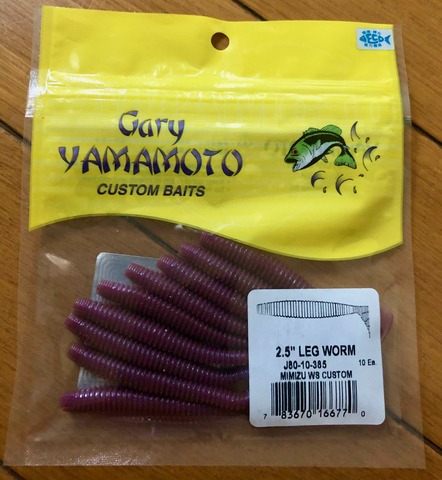 ECO
Gary
YAMAMOTO
CUSTOM BAITS
2.5" LEG WORM
J80-10-385 10 Ea.
MIMIZU WS CUSTOM
7 83670 16677 0